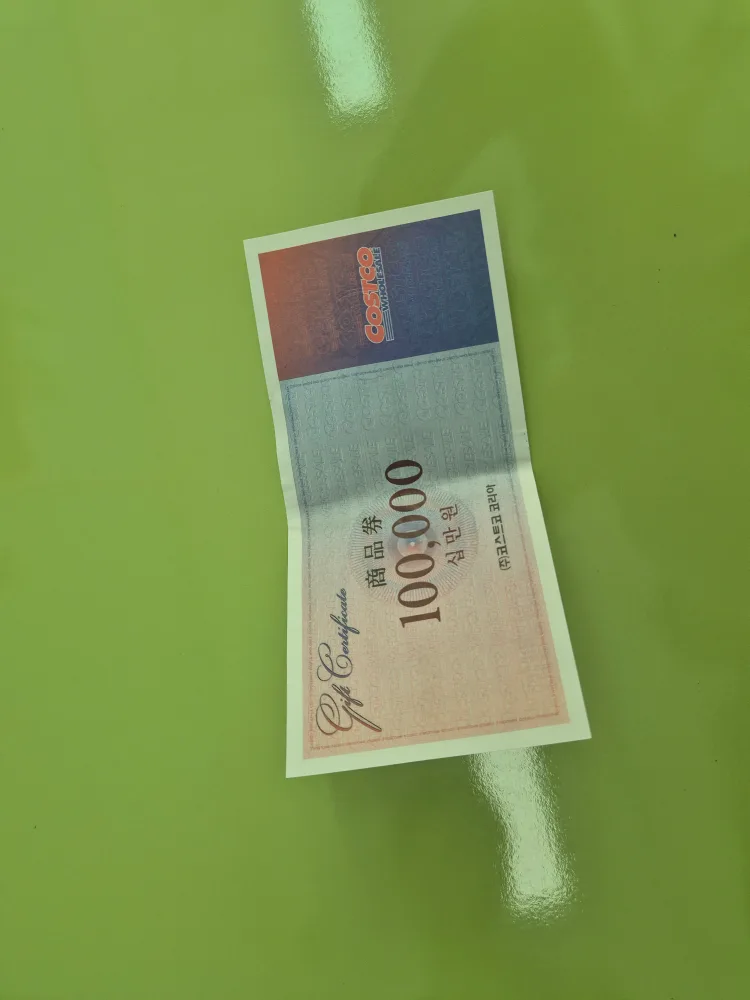 Gift Certificate
商品券
100,000
십만원
(주)코스트코 코리아
COSTCO
WHOLESALE